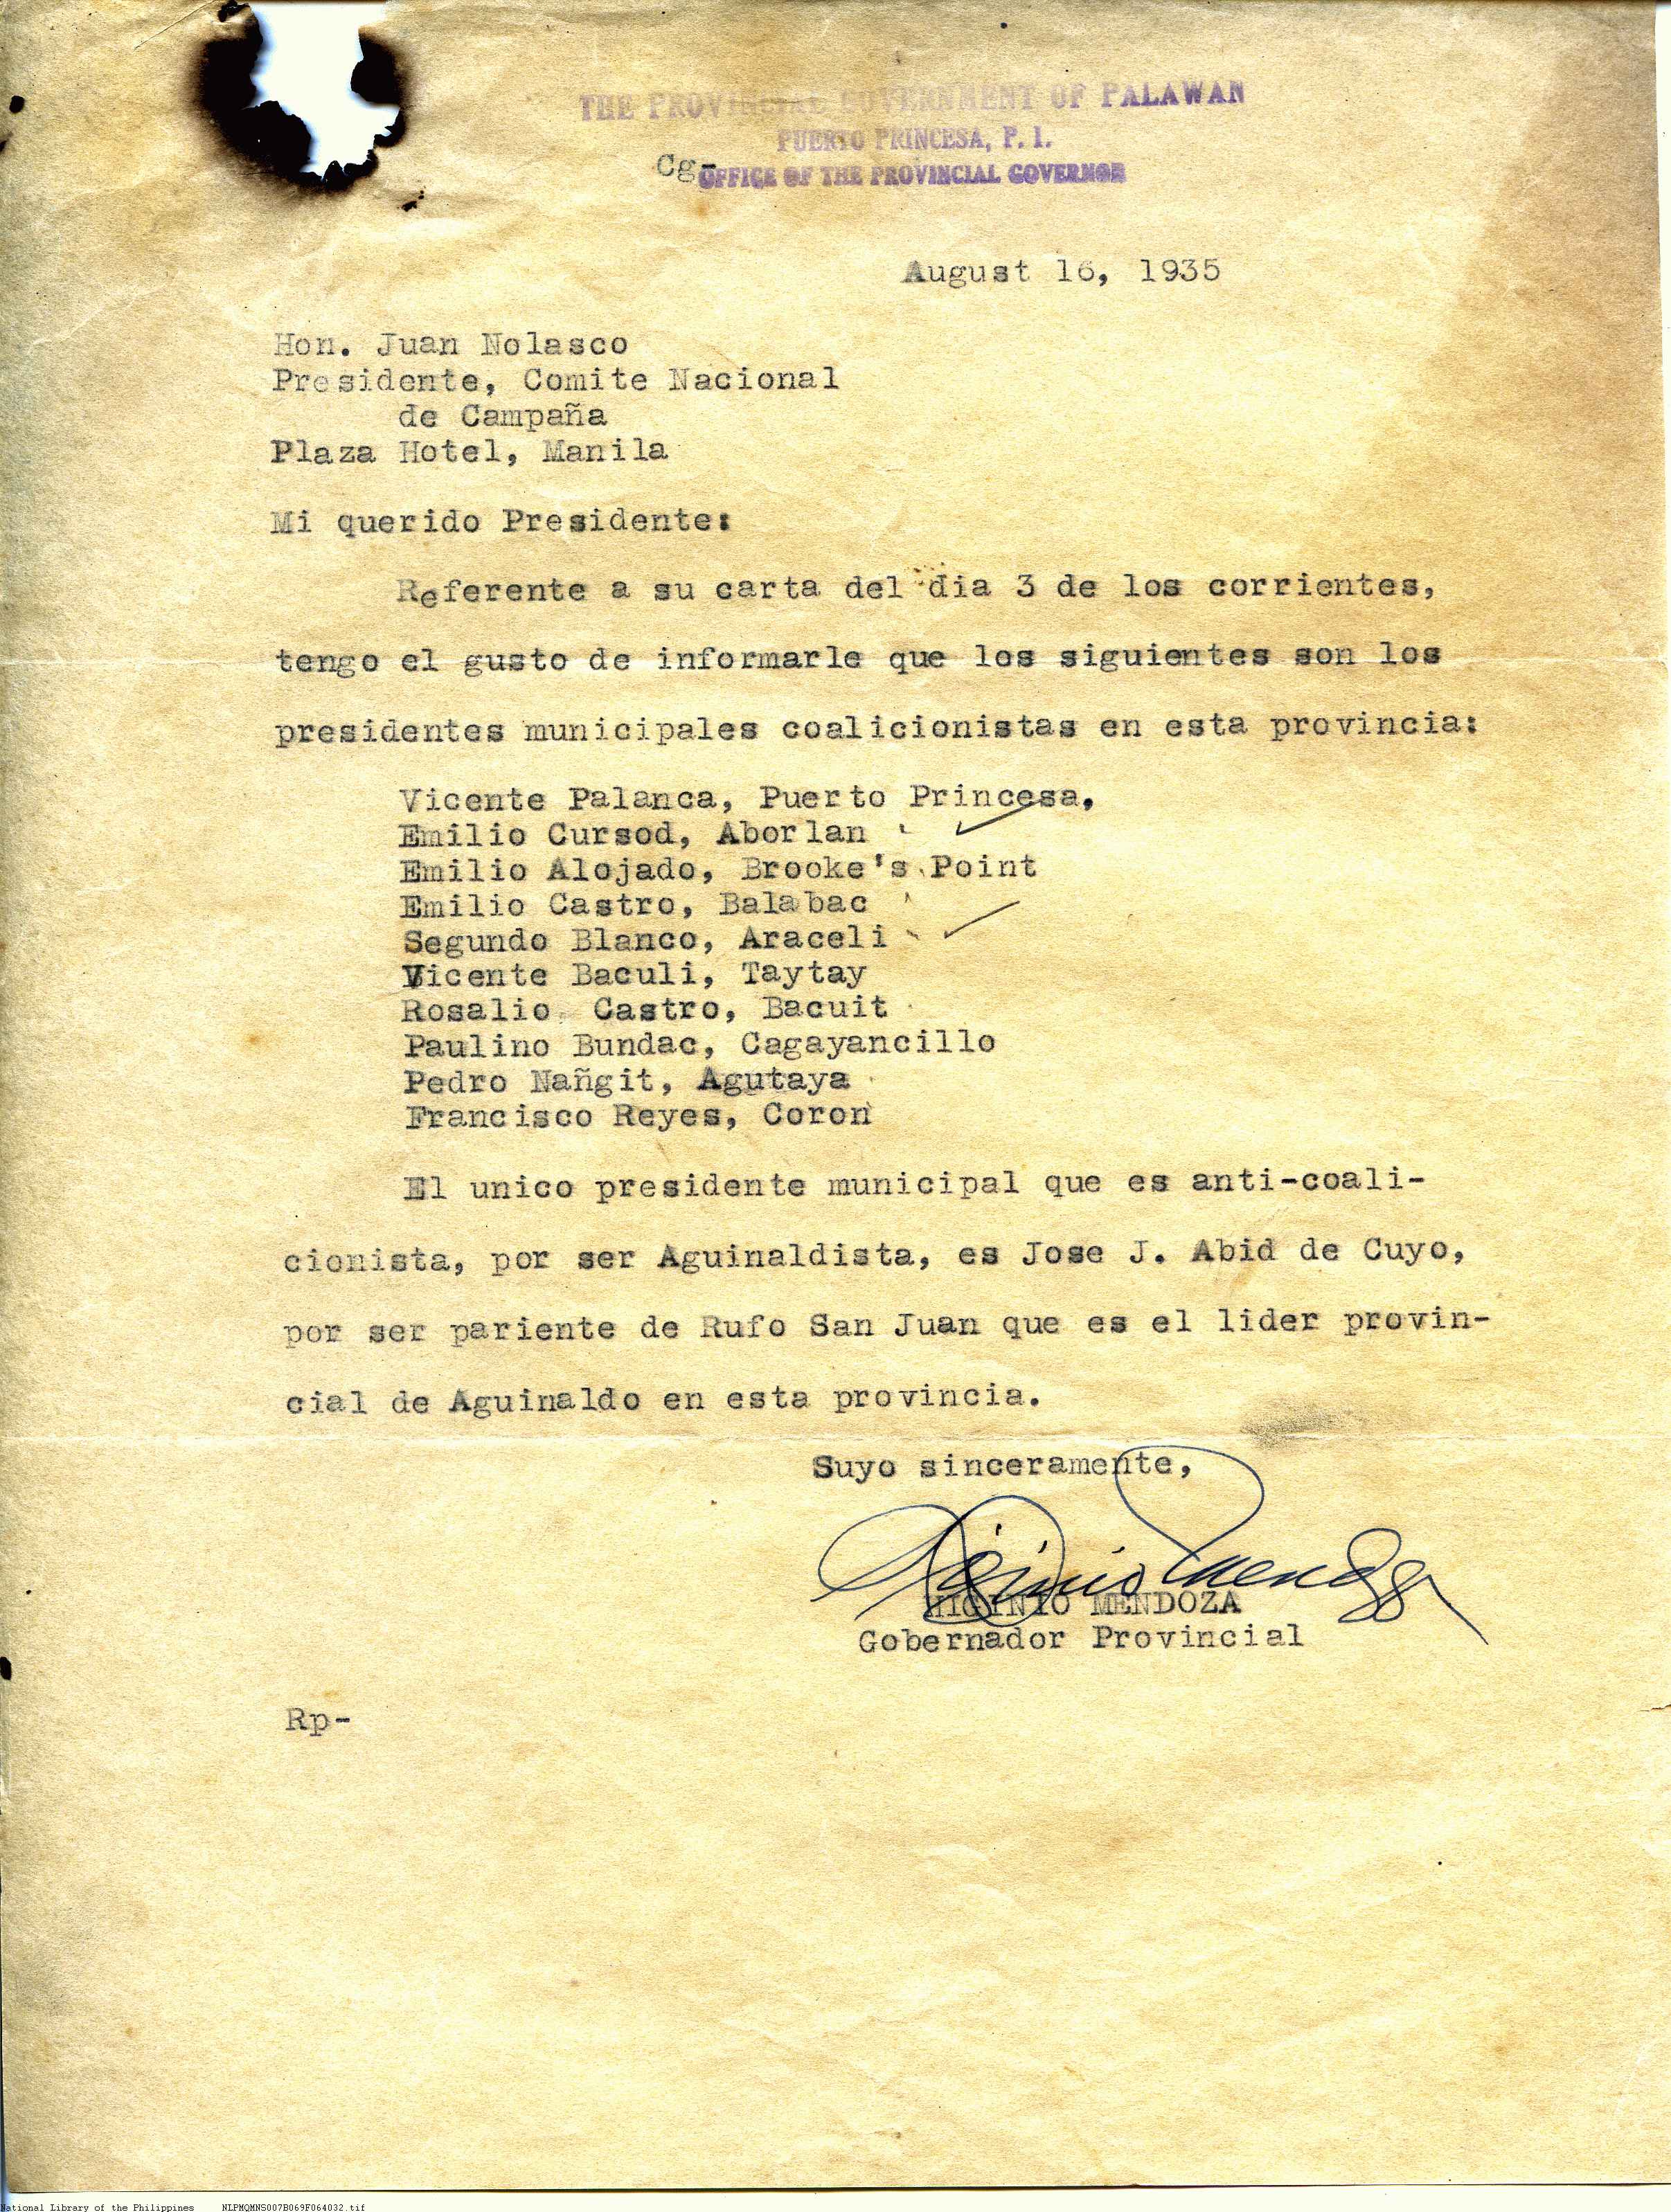 THE PROVINCIAL GOVERNMENT OF PALAWAN
PUERTO PRINCESA, P. I.
Cg- OFFICE OF THE PROVINCIAL GOVERNOR
August 16, 1935
Hon. Juan Nolasco
Presidente, Comite Nacional
de Campaña
Plaza Hotel, Manila
Mi querido Presidente:
Referente a su carta del dia 3 de los corrientes,
tengo el gusto de informarle que los siguientes son los
presidentes municipales coalicionistas en esta provincia:
Vicente Palanca, Puerto Princesa,
Emilio Cursod, Aborlan
Emilio Alojado, Brooke's Point
Emilio Castro, Balabac
Segundo Blanco, Araceli
Vicente Baculi, Taytay
Rosalio Castro, Bacuit
Paulino Bundac, Cagayancillo
Pedro Nañgit, Agutaya
Francisco Reyes, Coron
El unico presidente municipal que es anti-coali-
cionista, por ser Aguinaldista, es Jose J. Abid de Cuyo,
por ser pariente de Rufo San Juan que es el lider provin-
cial de Aguinaldo en esta provincia.
Suyo sinceramente,
Higinio Mendoza
HIGINIO MENDOZA
Gobernador Provincial
Rp-
National Library of the Philippines NLPMQMNS007B069F064032.tif